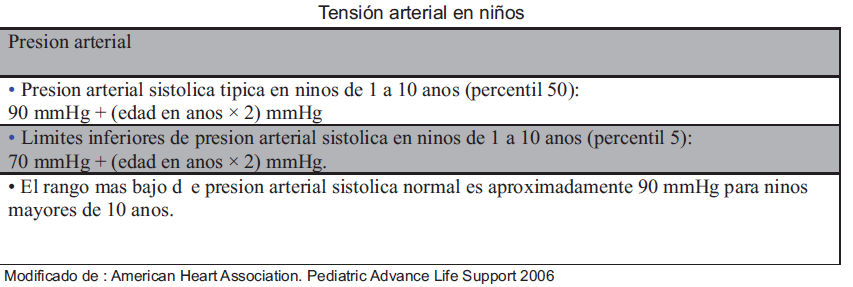 Tensión arterial en niños
Presion arterial
• Presion arterial sistolica tipica en ninos de 1 a 10 anos (percentil 50):
90 mmHg + (edad en anos × 2) mmHg
• Limites inferiores de presion arterial sistolica en ninos de 1 a 10 anos (percentil 5):
70 mmHg + (edad en anos × 2) mmHg.
• El rango mas bajo d e presion arterial sistolica normal es aproximadamente 90 mmHg para ninos
mayores de 10 anos.
Modificado de : American Heart Association. Pediatric Advance Life Support 2006